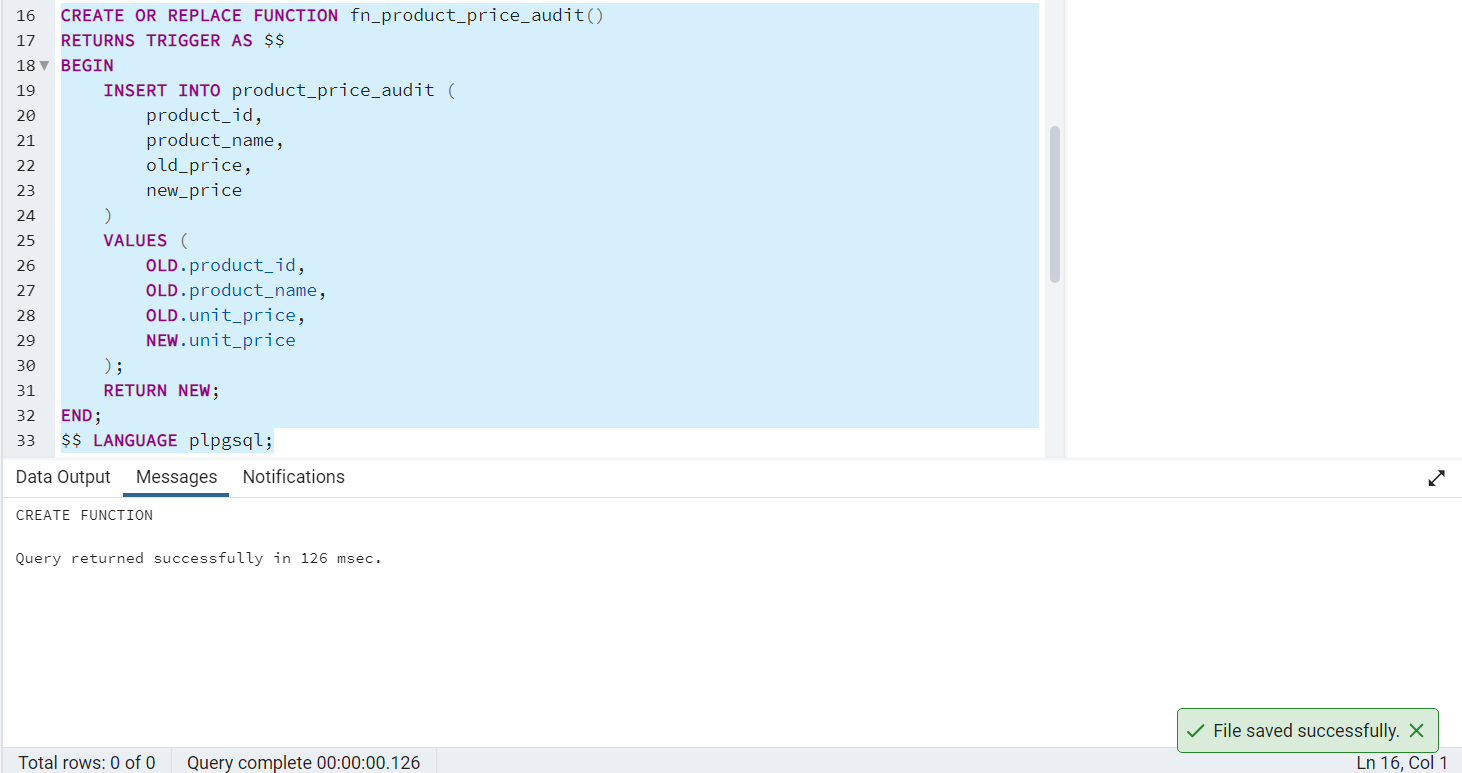 16 CREATE OR REPLACE FUNCTION fn_product_price_audit()
17 RETURNS TRIGGER AS $$
18 BEGIN
19     INSERT INTO product_price_audit (
20         product_id,
21         product_name,
22         old_price,
23         new_price
24     )
25     VALUES (
26         OLD.product_id,
27         OLD.product_name,
28         OLD.unit_price,
29         NEW.unit_price
30     );
31     RETURN NEW;
32 END;
33 $$ LANGUAGE plpgsql;
Data Output Messages Notifications
CREATE FUNCTION
Query returned successfully in 126 msec.
File saved successfully.
Total rows: 0 of 0 Query complete 00:00:00.126 Ln 16, Col 1